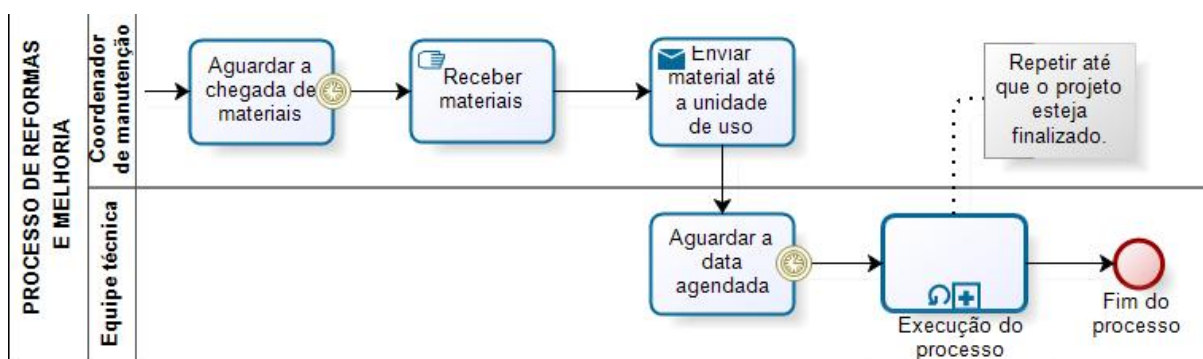 PROCESSO DE REFORMAS
E MELHORIA
Coordenador
de manutenção
Aguardar a
chegada de
materiais
Receber
materiais
Enviar
material até
a unidade
de uso
Repetir até
que o projeto
esteja
finalizado.
Equipe técnica
Aguardar a
data
agendada
Execução do
processo
Fim do
processo